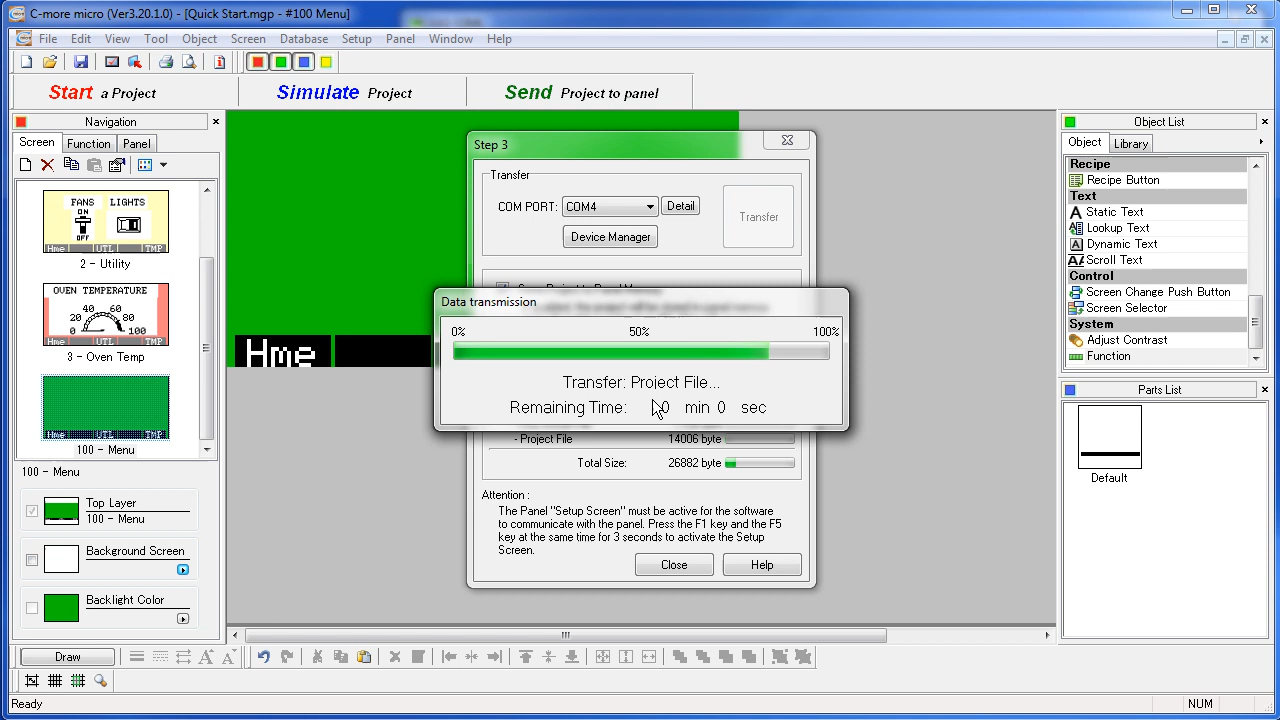 C-more micro (Ver3.20.1.0) - [Quick Start.mgp - #100 Menu]
File Edit View Tool Object Screen Database Setup Panel Window Help
Start a Project
Simulate Project
Send Project to panel
Navigation
Screen Function Panel
FANS LIGHTS
ON
OFF
Hme UTL TMP
2 - Utility
OVEN TEMPERATURE
40 60
20 80
0 100
Hme UTL TMP
3 - Oven Temp
100 - Menu
100 - Menu
Top Layer
100 - Menu
Background Screen
Backlight Color
Hme
Step 3
Transfer
COM PORT: COM4 Detail
Device Manager
Transfer
Data transmission
0% 50% 100%
Transfer: Project File...
Remaining Time: 0 min 0 sec
- Project File 14006 byte
Total Size: 26882 byte
Attention :
The Panel "Setup Screen" must be active for the software
to communicate with the panel. Press the F1 key and the F5
key at the same time for 3 seconds to activate the Setup
Screen.
Close Help
Object List
Object Library
Recipe
Recipe Button
Text
Static Text
Lookup Text
Dynamic Text
Scroll Text
Control
Screen Change Push Button
Screen Selector
System
Adjust Contrast
Function
Parts List
Default
Draw
Ready
NUM